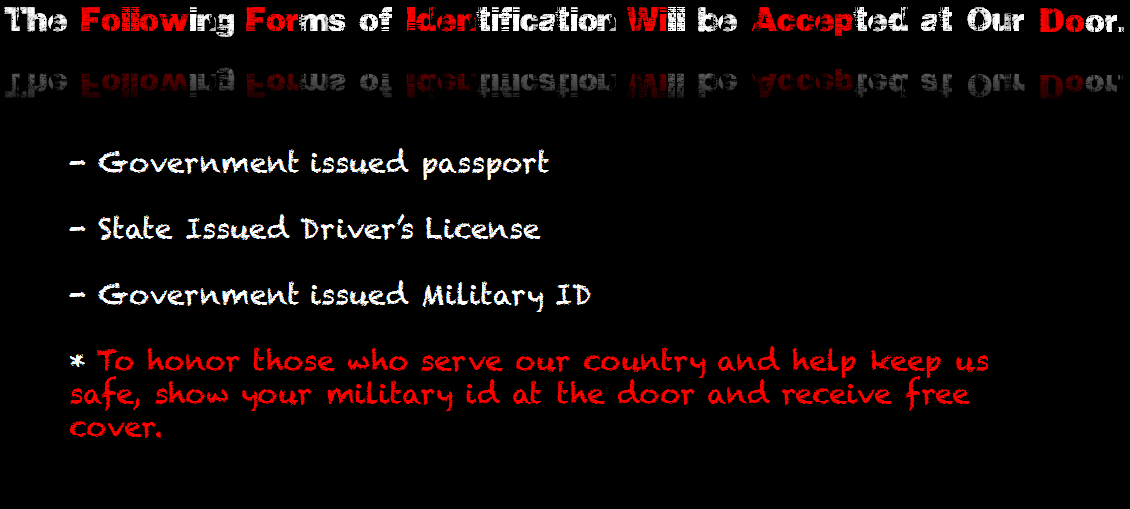 The Following Forms of Identification Will be Accepted at Our Door.
- Government issued passport
- State Issued Driver's License
- Government issued Military ID
* To honor those who serve our country and help keep us
safe, show your military id at the door and receive free
cover.